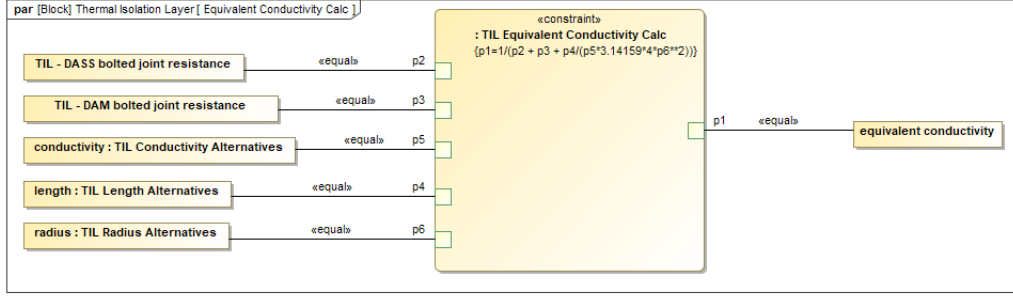 par [Block] Thermal Isolation Layer [ Equivalent Conductivity Calc ]
«constraint»
: TIL Equivalent Conductivity Calc
{p1=1/(p2 + p3 + p4/(p5*3.14159*4*p6**2))}
TIL - DASS bolted joint resistance
«equal»
p2
TIL - DAM bolted joint resistance
«equal»
p3
conductivity : TIL Conductivity Alternatives
«equal»
p5
length : TIL Length Alternatives
«equal»
p4
radius : TIL Radius Alternatives
«equal»
p6
p1
«equal»
equivalent conductivity